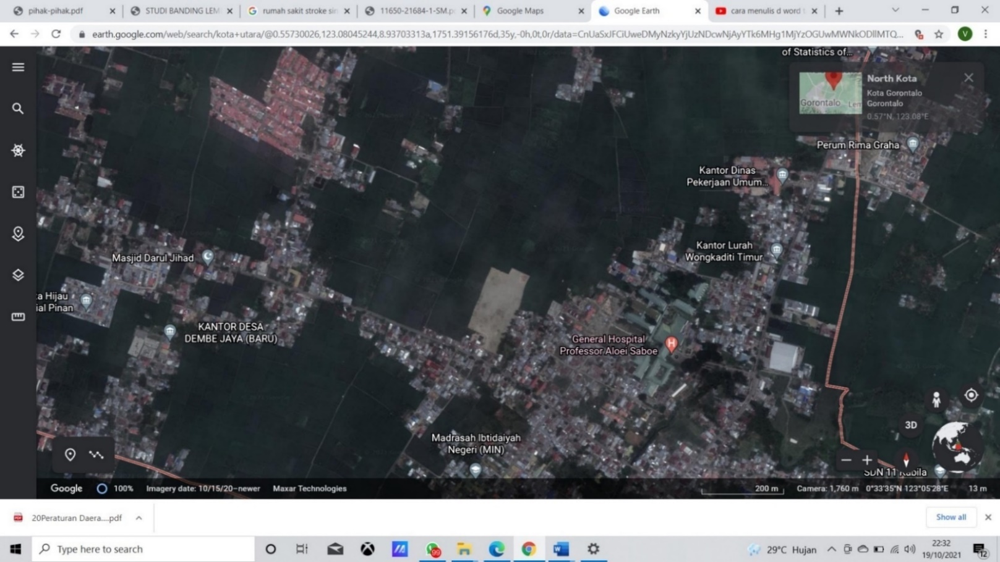 pihak-pihak.pdf
STUDI BANDING LEM
rumah sakit stroke sin
11650-21684-1-SM.p
Google Maps
Google Earth
cara menulis d word
earth.google.com/web/search/kota+utara/@0.55730026,123.08045244,8.93703313a,1751.39156176d,35y,-0h,0t,0r/data=CnUaSxJFCiUweDMyNzkyYjUzNDcwNjAyYTk6MHg1MjYzOGUwMWNkODllMTQ...
V
of Statistics of...
North Kota
Kota Gorontalo
Gorontalo
0.57°N, 123.08°E
Gorontalo
Perum Rima Graha
Kantor Dinas
Pekerjaan Umum...
Kantor Lurah
Wongkaditi Timur
Masjid Darul Jihad
ta Hijau
ial Pinan
KANTOR DESA
DEMBE JAYA (BARU)
General Hospital
Professor Aloei Saboe
H
Madrasah Ibtidaiyah
Negeri (MIN)
3D
SDN 11 Kabila
Google
100%
Imagery date: 10/15/20-newer
Maxar Technologies
200 m
Camera: 1,760 m
0°33'35"N 123°05'28"E
13 m
20Peraturan Daera....pdf
Show all
Type here to search
99
29°C Hujan
22:32
19/10/2021
12